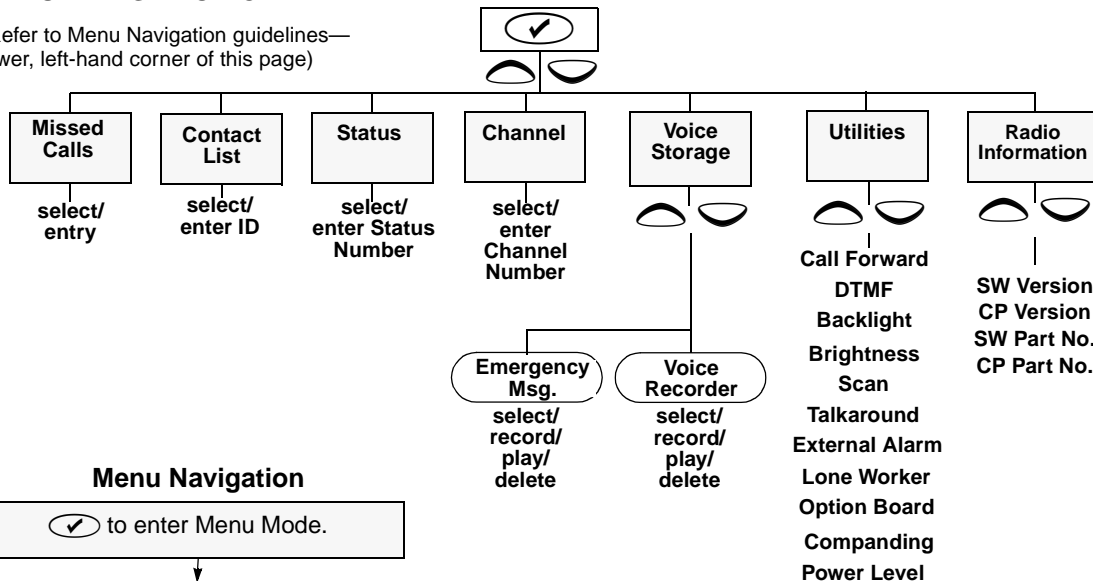 efer to Menu Navigation guidelines—
wer, left-hand corner of this page)
Missed
Calls
select/
entry
Contact
List
select/
enter ID
Status
select/
enter Status
Number
Channel
select/
enter
Channel
Number
Voice
Storage
Emergency
Msg.
select/
record/
play/
delete
Voice
Recorder
select/
record/
play/
delete
Utilities
Call Forward
DTMF
Backlight
Brightness
Scan
Talkaround
External Alarm
Lone Worker
Option Board
Companding
Power Level
Radio
Information
SW Version
CP Version
SW Part No.
CP Part No.
Menu Navigation
to enter Menu Mode.